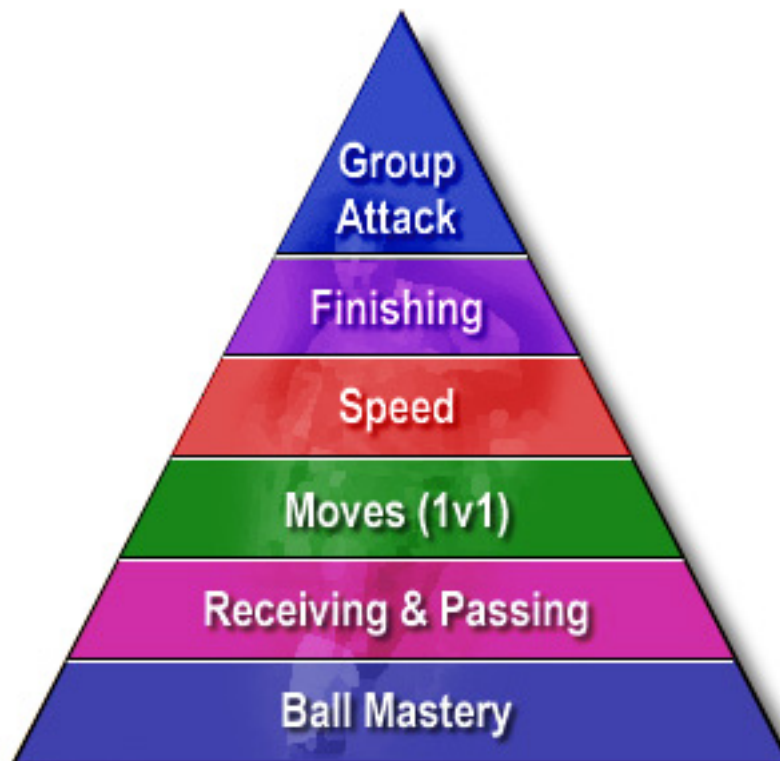 Group
Attack
Finishing
Speed
Moves (1v1)
Receiving & Passing
Ball Mastery